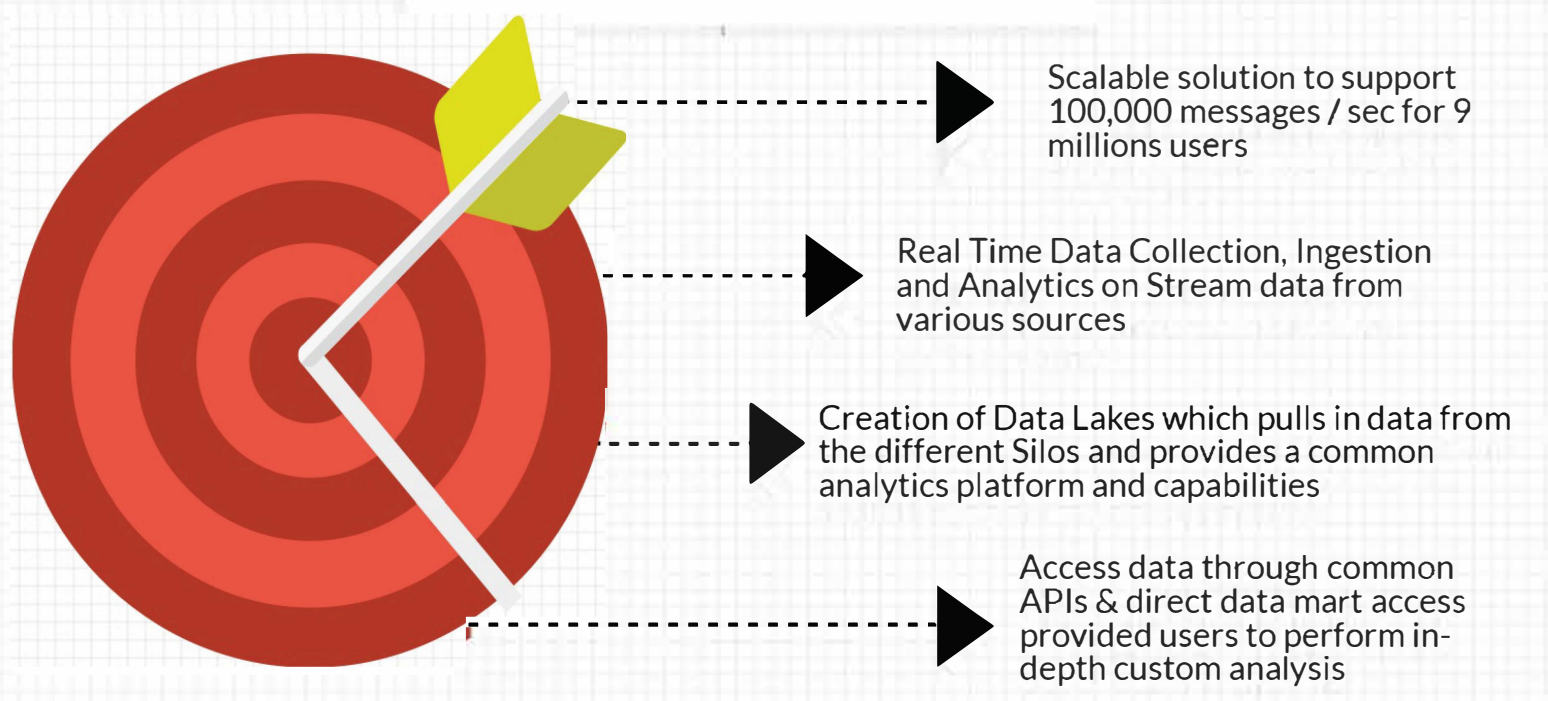 Scalable solution to support
100,000 messages / sec for 9
millions users
Real Time Data Collection, Ingestion
and Analytics on Stream data from
various sources
Creation of Data Lakes which pulls in data from
the different Silos and provides a common
analytics platform and capabilities
Access data through common
APIs & direct data mart access
provided users to perform in-
depth custom analysis